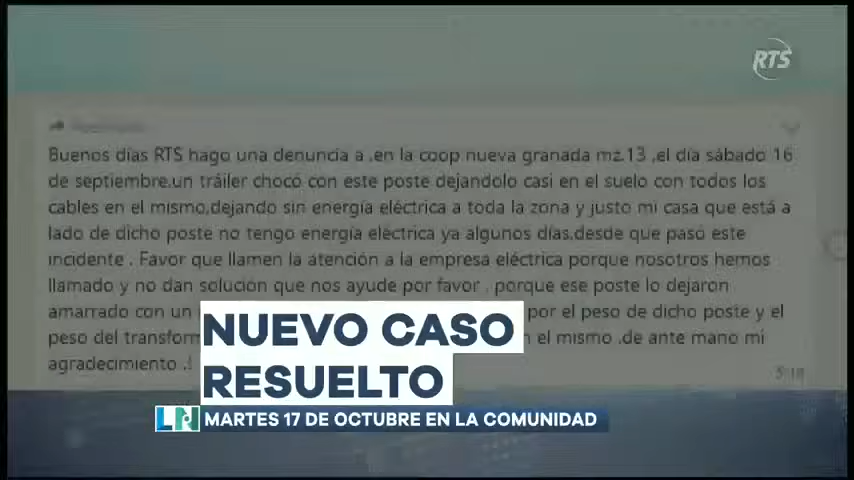 RTS
Buenos días RTS hago una denuncia a .en la coop nueva granada mz.13 ,el día sábado 16
de septiembre.un tráiler chocó con este poste dejandolo casi en el suelo con todos los
cables en el mismo,dejando sin energía eléctrica a toda la zona y justo mi casa que está a
lado de dicho poste no tengo energía eléctrica ya algunos días,desde que pasó este
incidente . Favor que llamen la atención a la empresa eléctrica porque nosotros hemos
llamado y no dan solución que nos ayude por favor . porque ese poste lo dejaron
amarrado con un por el peso de dicho poste y el
peso del transform n el mismo .de ante mano mi
agradecimiento .!
NUEVO CASO
RESUELTO
LN MARTES 17 DE OCTUBRE EN LA COMUNIDAD